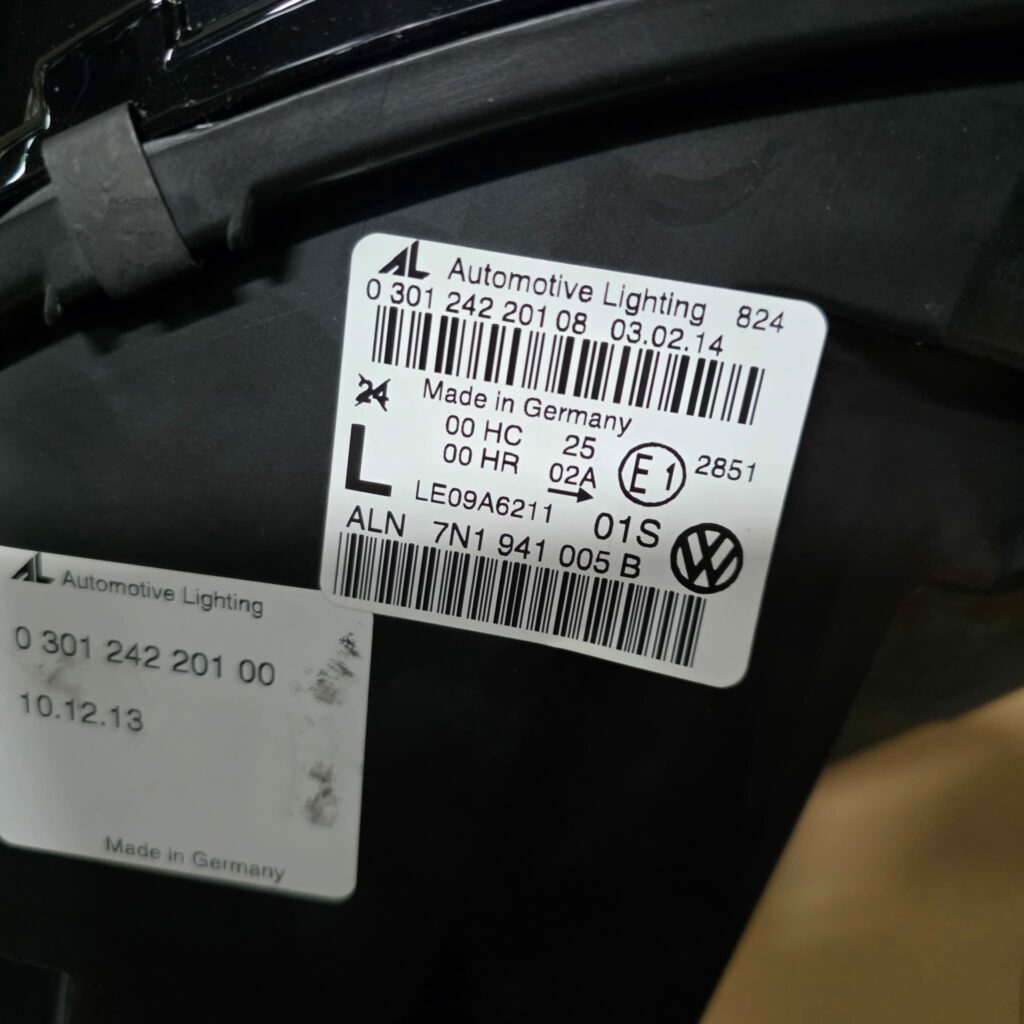 AL Automotive Lighting 824
0 301 242 201 08 03.02.14
24
Made in Germany
00 HC 25
00 HR 02A
E1 2851
L
LE09A6211 01S
ALN 7N1 941 005 B
AL Automotive Lighting
0 301 242 201 00
10.12.13
Made in Germany